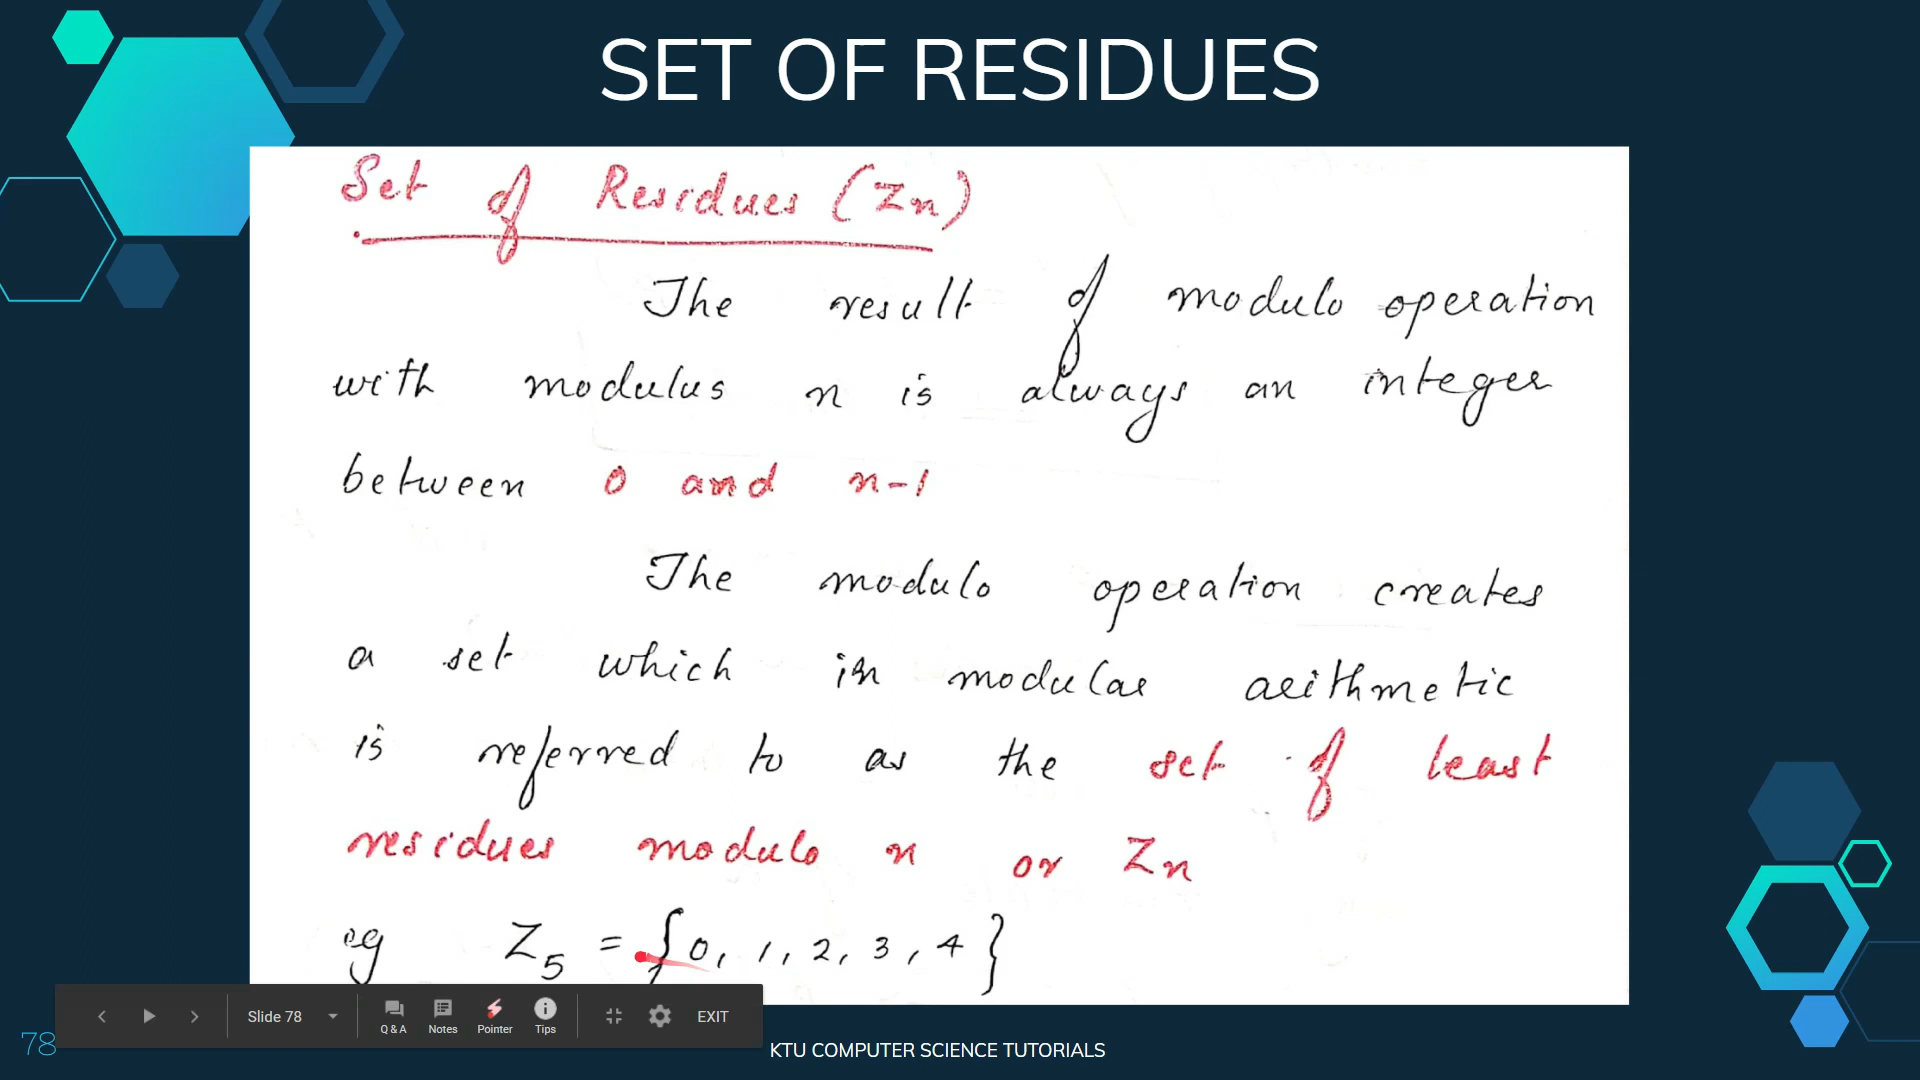 SET OF RESIDUES
Set of Residues (Zn)
The result of modulo operation
with modulus n is always an integer
between 0 and n-1
The modulo operation creates
a set which in modular arithmetic
is referred to as the set of least
residues modulo n or Zn
eg Z5 = {0, 1, 2, 3, 4}
Slide 78
Q & A Notes Pointer Tips
EXIT
78
KTU COMPUTER SCIENCE TUTORIALS